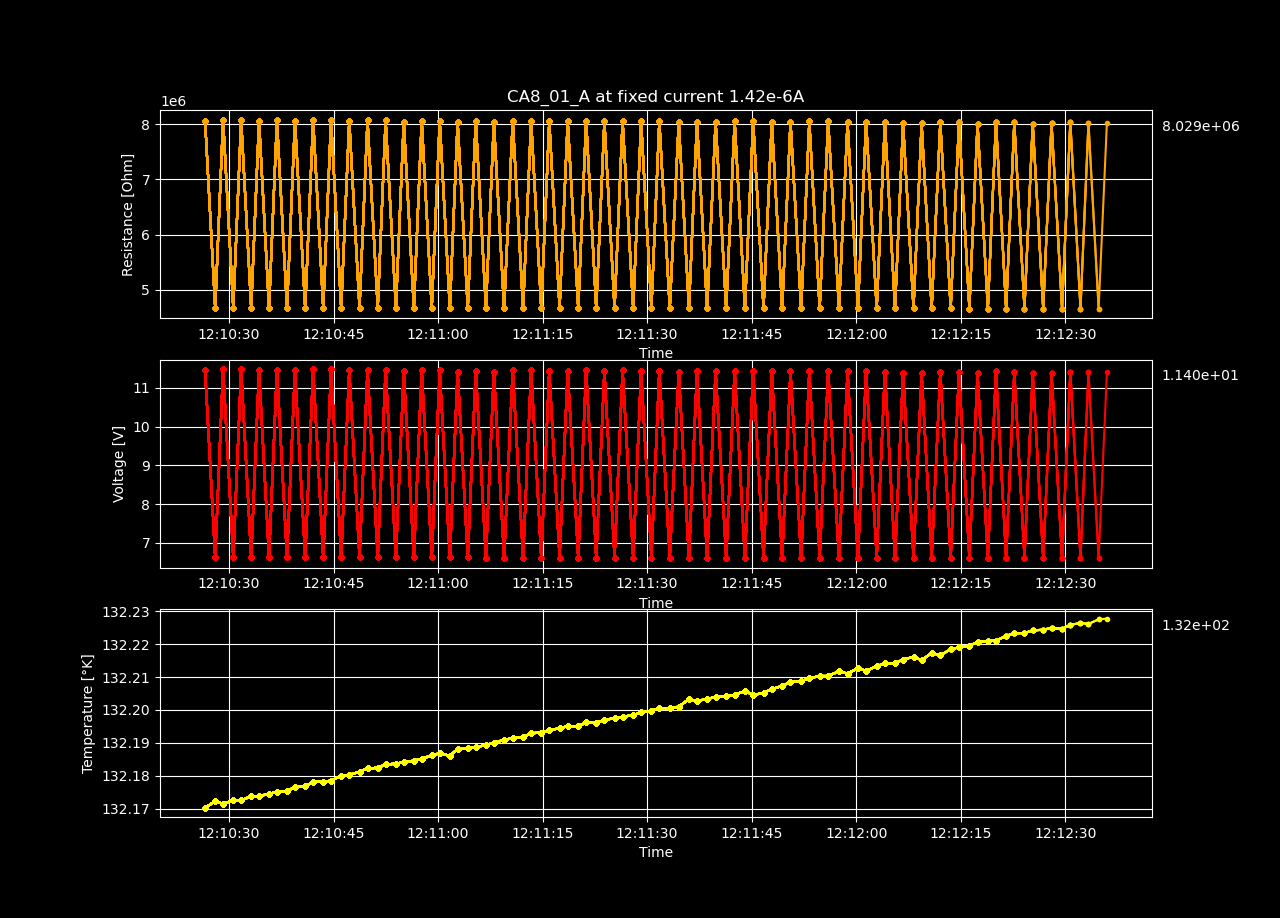 CA8_01_A at fixed current 1.42e-6A
1e6
8
7
6
5
Resistance [Ohm]
8.029e+06
12:10:30 12:10:45 12:11:00 12:11:15 12:11:30 12:11:45 12:12:00 12:12:15 12:12:30
Time
11
10
9
8
7
Voltage [V]
1.140e+01
12:10:30 12:10:45 12:11:00 12:11:15 12:11:30 12:11:45 12:12:00 12:12:15 12:12:30
Time
132.23
132.22
132.21
132.20
132.19
132.18
132.17
Temperature [°K]
1.32e+02
12:10:30 12:10:45 12:11:00 12:11:15 12:11:30 12:11:45 12:12:00 12:12:15 12:12:30
Time